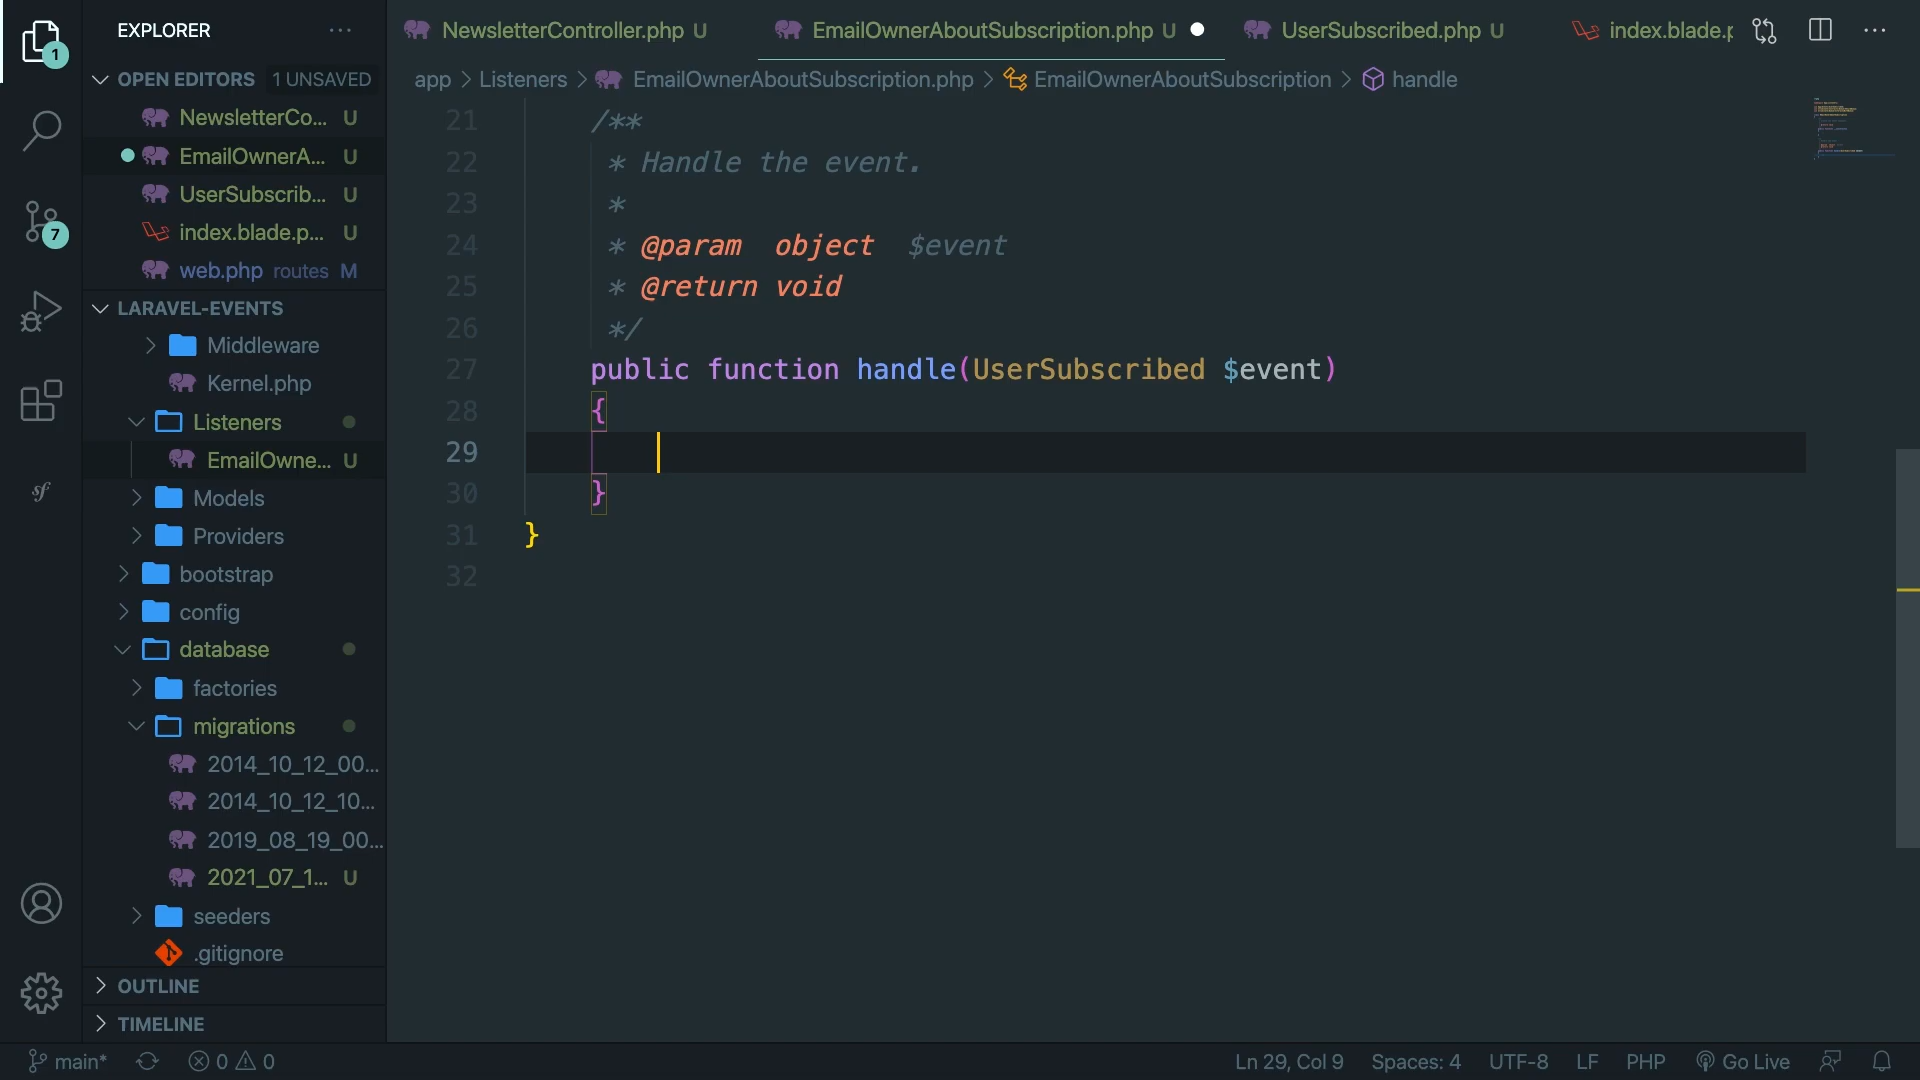 EXPLORER
NewsletterController.php U
EmailOwnerAboutSubscription.php U
UserSubscribed.php U
index.blade.p
OPEN EDITORS 1 UNSAVED
NewsletterCo... U
EmailOwnerA... U
UserSubscrib... U
index.blade.p... U
web.php routes M
LARAVEL-EVENTS
Middleware
Kernel.php
Listeners
EmailOwne... U
Models
Providers
bootstrap
config
database
factories
migrations
2014_10_12_00...
2014_10_12_10...
2019_08_19_00...
2021_07_1... U
seeders
.gitignore
OUTLINE
TIMELINE
1
7
sf
app > Listeners > EmailOwnerAboutSubscription.php > EmailOwnerAboutSubscription > handle
21 /**
22 * Handle the event.
23 *
24 * @param object $event
25 * @return void
26 */
27 public function handle(UserSubscribed $event)
28 {
29
30 }
31 }
32
main* 0 0
Ln 29, Col 9 Spaces: 4 UTF-8 LF PHP Go Live